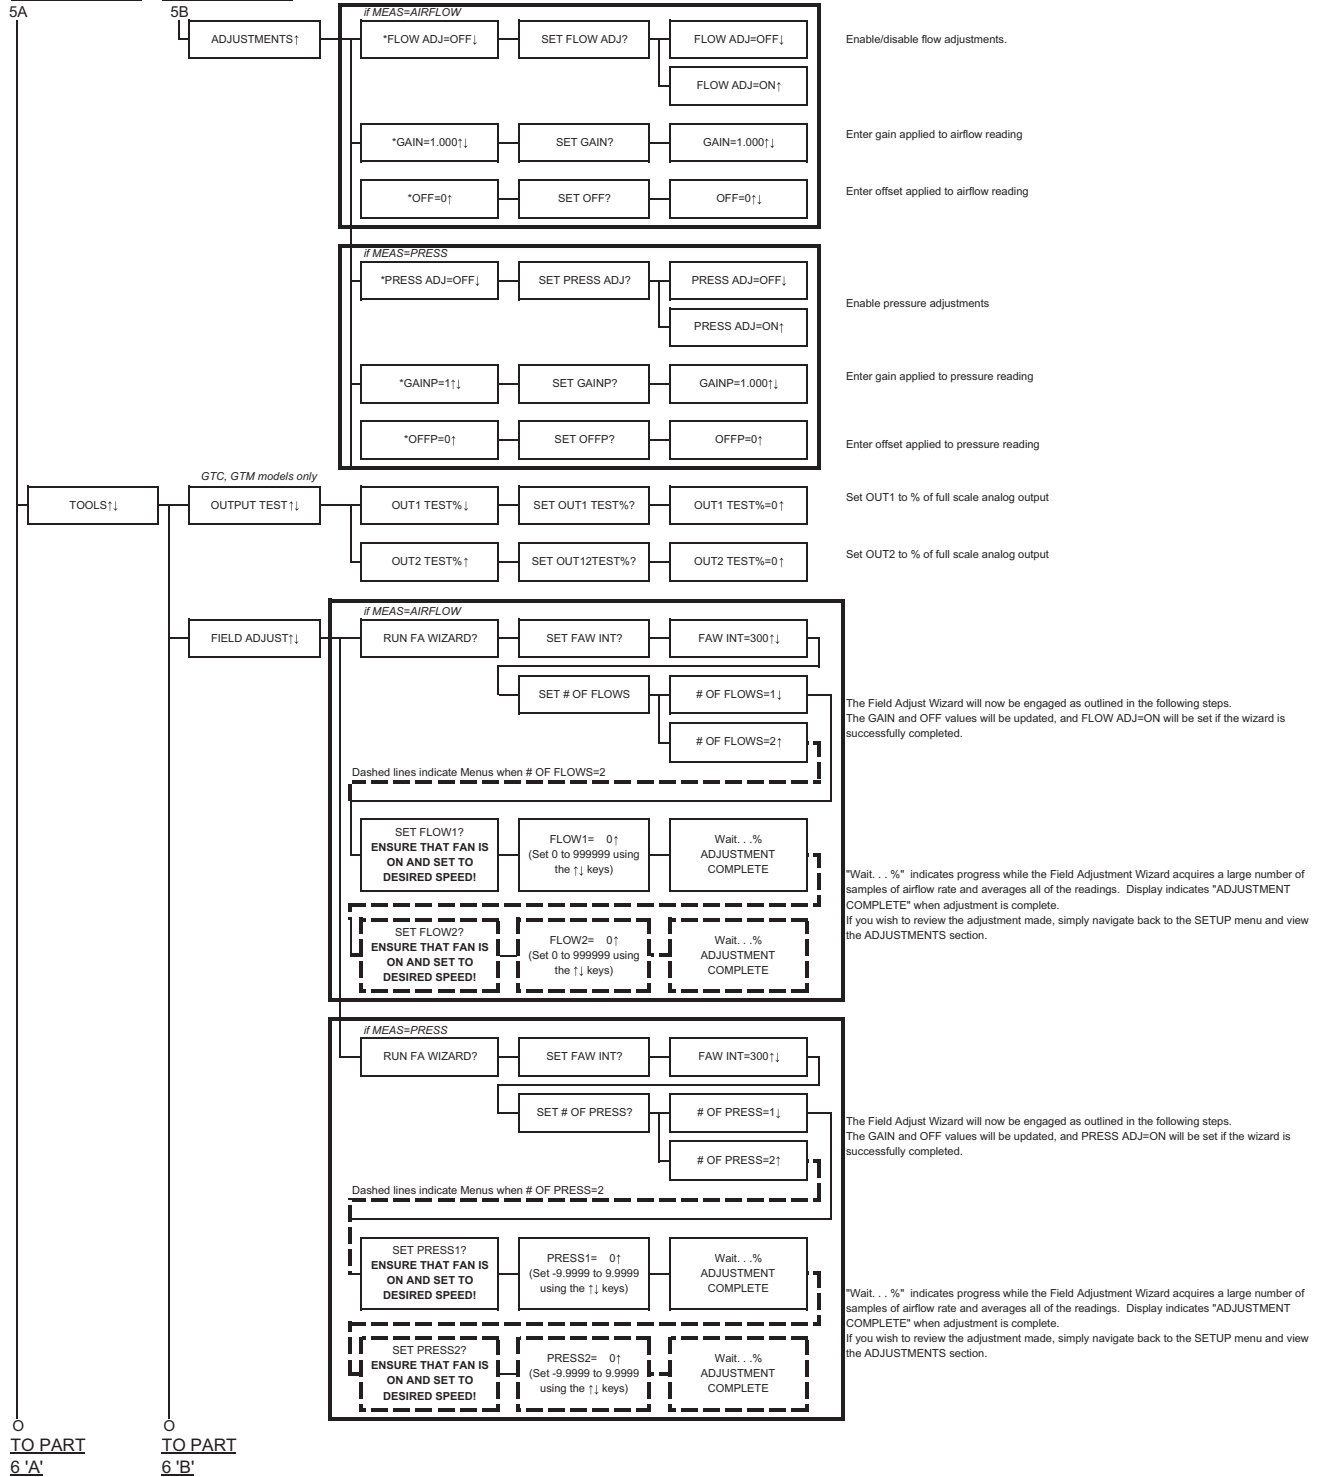 5A
5B
if MEAS=AIRFLOW
ADJUSTMENTS↑
*FLOW ADJ=OFF↓
SET FLOW ADJ?
FLOW ADJ=OFF↓
Enable/disable flow adjustments.
FLOW ADJ=ON↑
*GAIN=1.000↑↓
SET GAIN?
GAIN=1.000↑↓
Enter gain applied to airflow reading
*OFF=0↑
SET OFF?
OFF=0↑↓
Enter offset applied to airflow reading
if MEAS=PRESS
*PRESS ADJ=OFF↓
SET PRESS ADJ?
PRESS ADJ=OFF↓
Enable pressure adjustments
PRESS ADJ=ON↑
*GAINP=1↑↓
SET GAINP?
GAINP=1.000↑↓
Enter gain applied to pressure reading
*OFFP=0↑
SET OFFP?
OFFP=0↑
Enter offset applied to pressure reading
GTC, GTM models only
TOOLS↑↓
OUTPUT TEST↑↓
OUT1 TEST%↓
SET OUT1 TEST%?
OUT1 TEST%=0↑
Set OUT1 to % of full scale analog output
OUT2 TEST%↑
SET OUT12TEST%?
OUT2 TEST%=0↑
Set OUT2 to % of full scale analog output
if MEAS=AIRFLOW
FIELD ADJUST↑↓
RUN FA WIZARD?
SET FAW INT?
FAW INT=300↑↓
SET # OF FLOWS
# OF FLOWS=1↓
# OF FLOWS=2↑
The Field Adjust Wizard will now be engaged as outlined in the following steps.
The GAIN and OFF values will be updated, and FLOW ADJ=ON will be set if the wizard is
successfully completed.
Dashed lines indicate Menus when # OF FLOWS=2
SET FLOW1?
ENSURE THAT FAN IS
ON AND SET TO
DESIRED SPEED!
FLOW1= 0↑
(Set 0 to 999999 using
the ↑↓ keys)
Wait. . .%
ADJUSTMENT
COMPLETE
"Wait. . . %" indicates progress while the Field Adjustment Wizard acquires a large number of
samples of airflow rate and averages all of the readings. Display indicates "ADJUSTMENT
COMPLETE" when adjustment is complete.
If you wish to review the adjustment made, simply navigate back to the SETUP menu and view
the ADJUSTMENTS section.
SET FLOW2?
ENSURE THAT FAN IS
ON AND SET TO
DESIRED SPEED!
FLOW2= 0↑
(Set 0 to 999999 using
the ↑↓ keys)
Wait. . .%
ADJUSTMENT
COMPLETE
if MEAS=PRESS
RUN FA WIZARD?
SET FAW INT?
FAW INT=300↑↓
SET # OF PRESS?
# OF PRESS=1↓
# OF PRESS=2↑
The Field Adjust Wizard will now be engaged as outlined in the following steps.
The GAIN and OFF values will be updated, and PRESS ADJ=ON will be set if the wizard is
successfully completed.
Dashed lines indicate Menus when # OF PRESS=2
SET PRESS1?
ENSURE THAT FAN IS
ON AND SET TO
DESIRED SPEED!
PRESS1= 0↑
(Set -9.9999 to 9.9999
using the ↑↓ keys)
Wait. . .%
ADJUSTMENT
COMPLETE
"Wait. . . %" indicates progress while the Field Adjustment Wizard acquires a large number of
samples of airflow rate and averages all of the readings. Display indicates "ADJUSTMENT
COMPLETE" when adjustment is complete.
If you wish to review the adjustment made, simply navigate back to the SETUP menu and view
the ADJUSTMENTS section.
SET PRESS2?
ENSURE THAT FAN IS
ON AND SET TO
DESIRED SPEED!
PRESS2= 0↑
(Set -9.9999 to 9.9999
using the ↑↓ keys)
Wait. . .%
ADJUSTMENT
COMPLETE
O
TO PART
6 'A'
O
TO PART
6 'B'